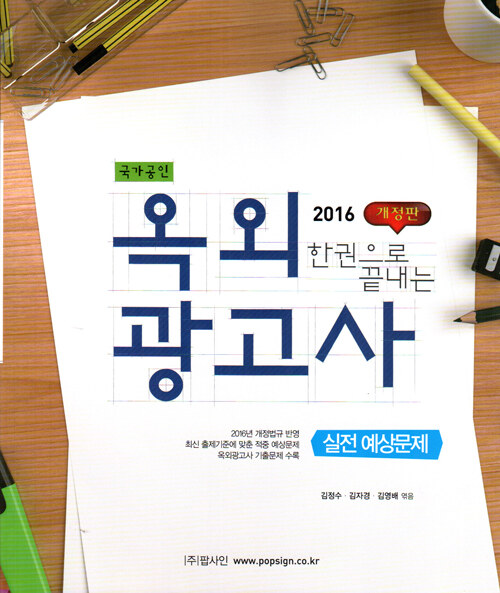 국가공인
2016 개정판
한권으로
끝내는
옥외
광고사
2016년 개정법규 반영
최신 출제기준에 맞춘 적중 예상문제
옥외광고사 기출문제 수록
실전 예상문제
김정수 · 김자경 · 김영배 엮음
|주|팝사인 www.popsign.co.kr